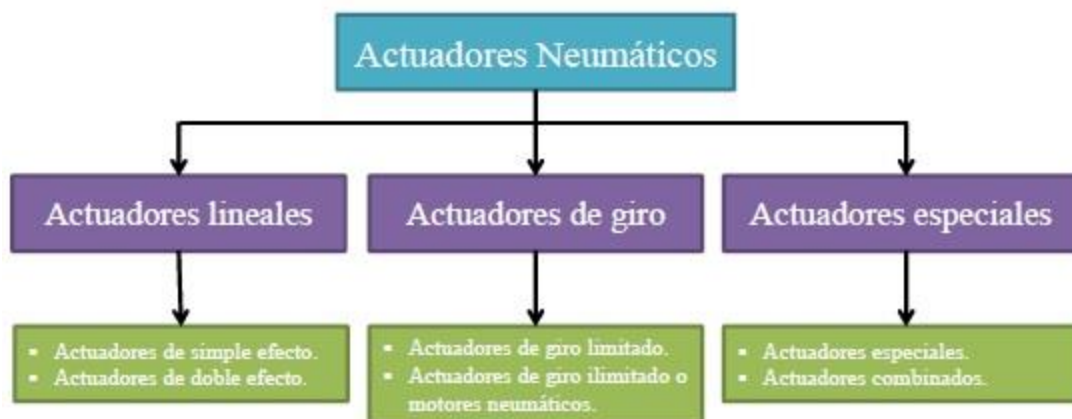 Actuadores Neumáticos
Actuadores lineales
Actuadores de giro
Actuadores especiales
▪ Actuadores de simple efecto.
▪ Actuadores de doble efecto.
▪ Actuadores de giro limitado.
▪ Actuadores de giro ilimitado o
motores neumáticos.
▪ Actuadores especiales.
▪ Actuadores combinados.